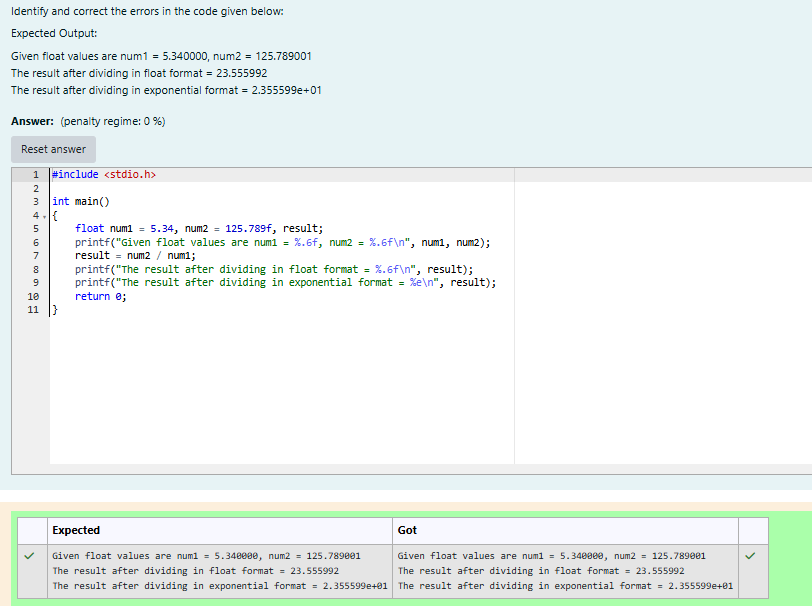 Identify and correct the errors in the code given below:
Expected Output:
Given float values are num1 = 5.340000, num2 = 125.789001
The result after dividing in float format = 23.555992
The result after dividing in exponential format = 2.355599e+01
Answer: (penalty regime: 0 %)
Reset answer
1 #include <stdio.h>
2
3 int main()
4 {
5 float num1 = 5.34, num2 = 125.789f, result;
6 printf("Given float values are num1 = %.6f, num2 = %.6f\n", num1, num2);
7 result = num2 / num1;
8 printf("The result after dividing in float format = %.6f\n", result);
9 printf("The result after dividing in exponential format = %e\n", result);
10 return 0;
11 }
Expected Got
Given float values are num1 = 5.340000, num2 = 125.789001 Given float values are num1 = 5.340000, num2 = 125.789001
The result after dividing in float format = 23.555992 The result after dividing in float format = 23.555992
The result after dividing in exponential format = 2.355599e+01 The result after dividing in exponential format = 2.355599e+01